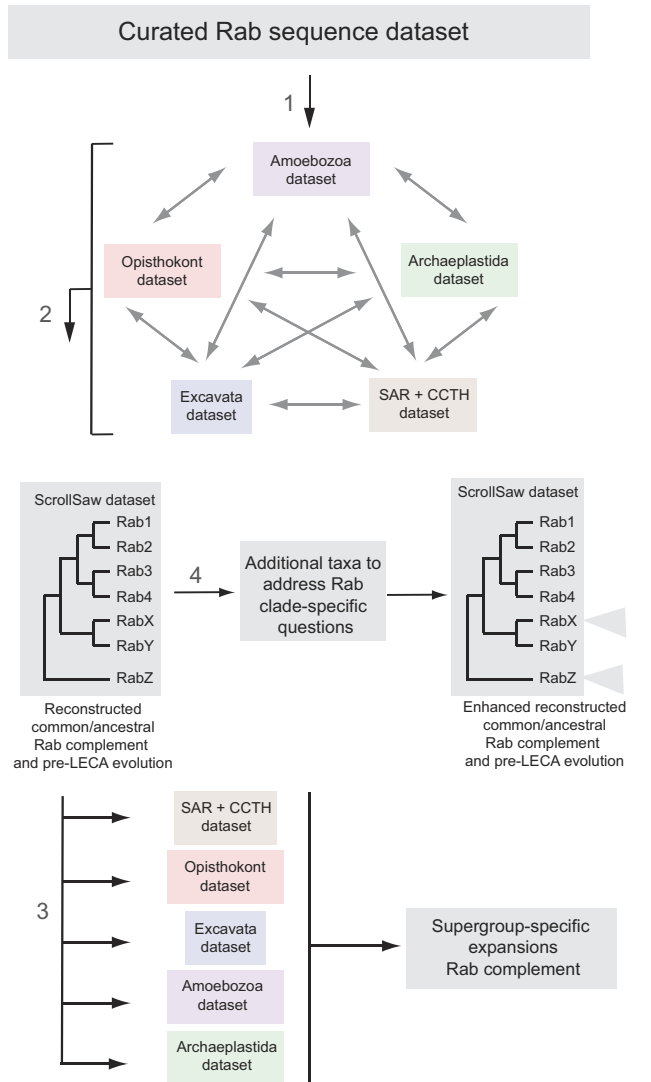 Curated Rab sequence dataset
1
Amoebozoa
dataset
Opisthokont
dataset
Archaeplastida
dataset
2
Excavata
dataset
SAR + CCTH
dataset
ScrollSaw dataset
Rab1
Rab2
Rab3
Rab4
RabX
RabY
RabZ
Reconstructed
common/ancestral
Rab complement
and pre-LECA evolution
4
Additional taxa to
address Rab
clade-specific
questions
ScrollSaw dataset
Rab1
Rab2
Rab3
Rab4
RabX
RabY
RabZ
Enhanced reconstructed
common/ancestral
Rab complement
and pre-LECA evolution
3
SAR + CCTH
dataset
Opisthokont
dataset
Excavata
dataset
Amoebozoa
dataset
Archaeplastida
dataset
Supergroup-specific
expansions
Rab complement